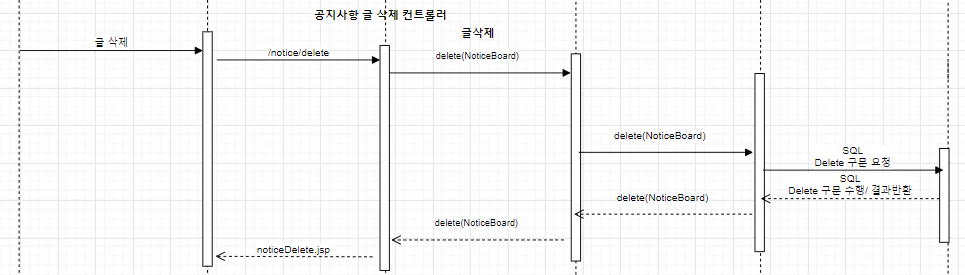 공지사항 글 삭제 컨트롤러
글삭제
글 삭제
/notice/delete
delete(NoticeBoard)
delete(NoticeBoard)
SQL
Delete 구문 요청
SQL
Delete 구문 수행/ 결과반환
delete(NoticeBoard)
delete(NoticeBoard)
noticeDelete.jsp